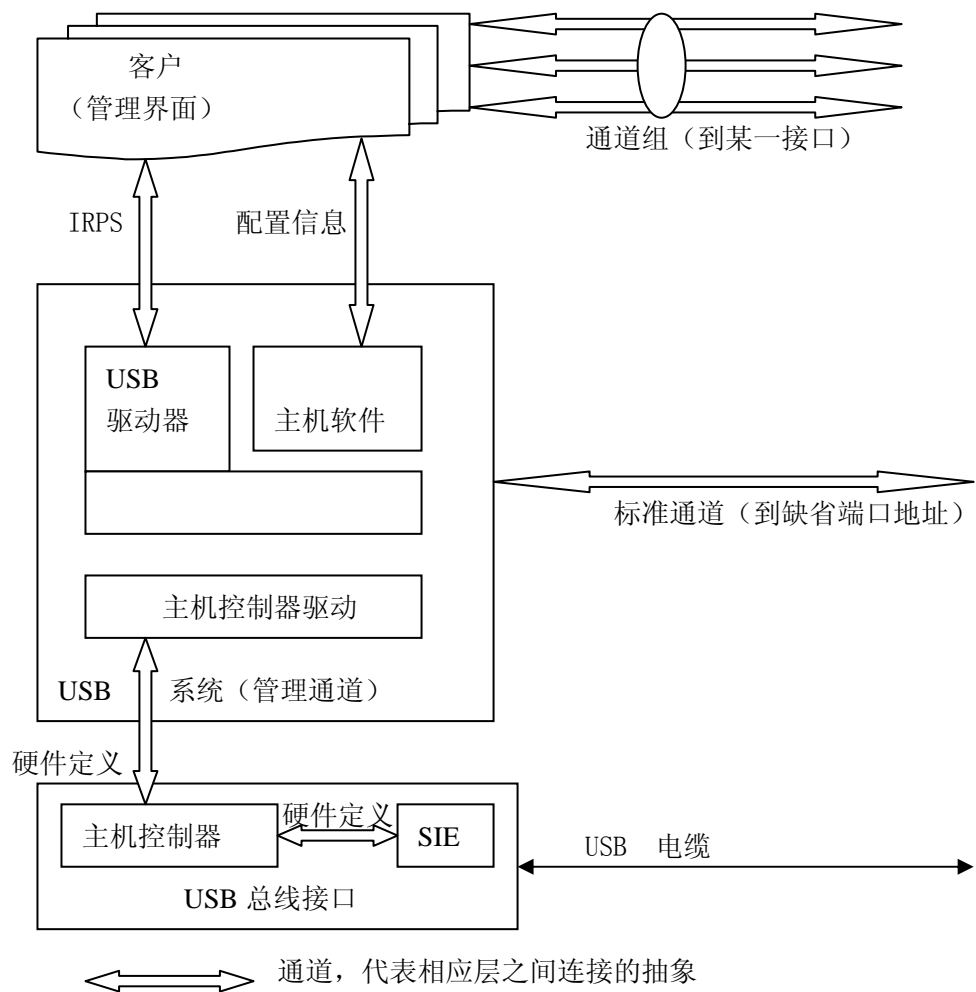 客户
（管理界面）
通道组（到某一接口）
IRPS
配置信息
USB
驱动器
主机软件
标准通道（到缺省端口地址）
主机控制器驱动
USB 系统（管理通道）
硬件定义
主机控制器
硬件定义
SIE
USB 电缆
USB 总线接口
通道，代表相应层之间连接的抽象